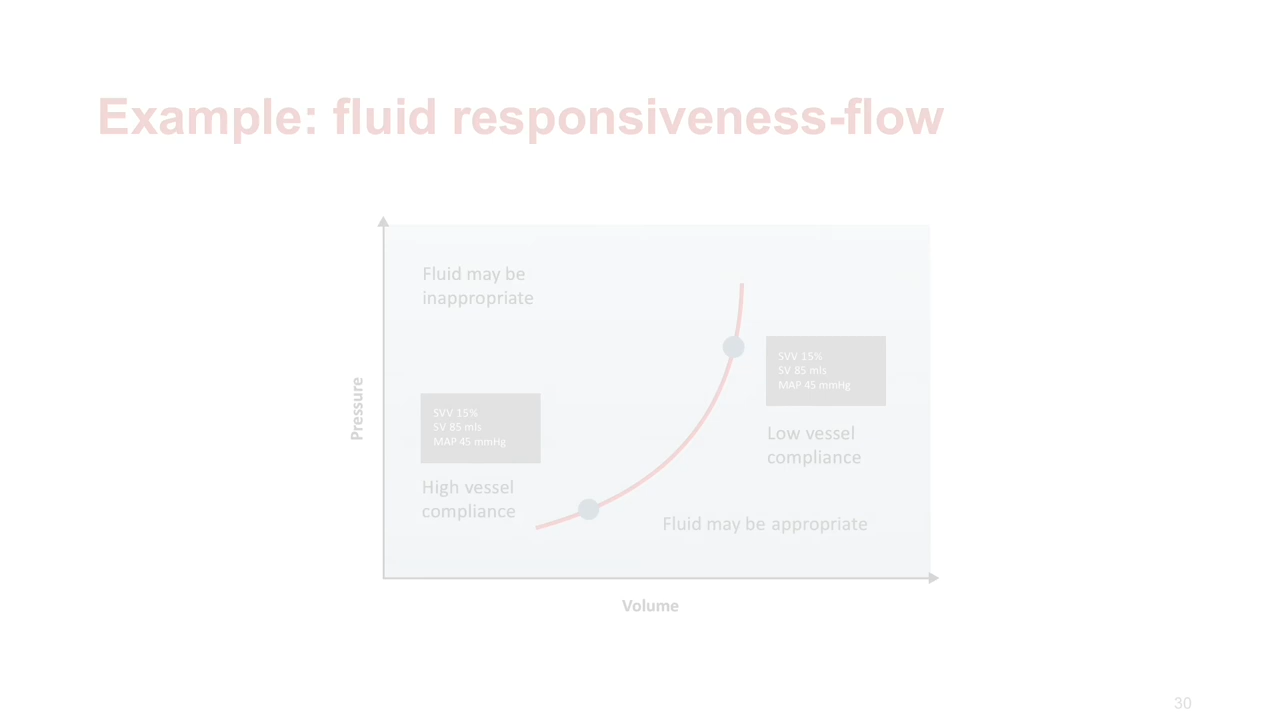 Example: fluid responsiveness-flow
Fluid may be
inappropriate
SVV 15%
SV 85 mls
MAP 45 mmHg
Low vessel
compliance
Pressure
SVV 15%
SV 85 mls
MAP 45 mmHg
High vessel
compliance
Fluid may be appropriate
Volume
30